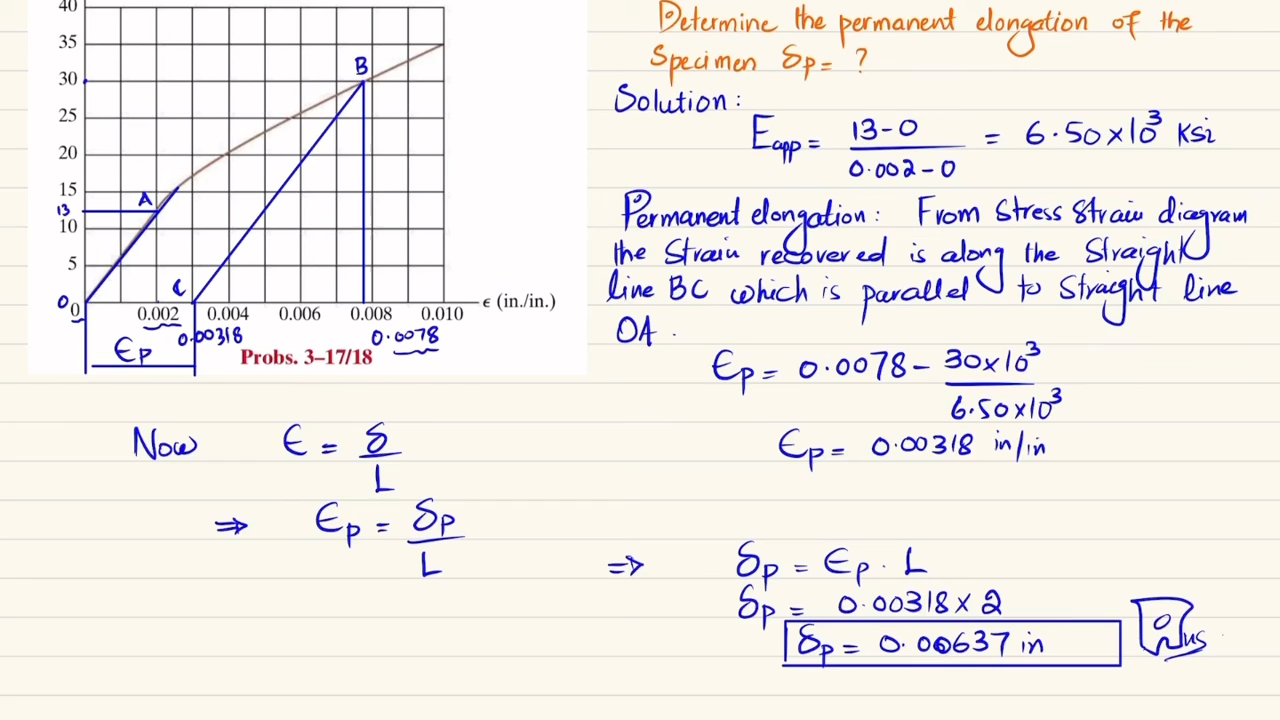 40
35
30
25
20
15
13
10
5
0
0
A
B
C
0.002 0.004 0.006 0.008 0.010
ϵ (in./in.)
0.00318
0.0078
ϵp
Probs. 3–17/18
Determine the permanent elongation of the
Specimen δp = ?
Solution:
Eapp = 13-0 / 0.002-0 = 6.50×10³ Ksi
Permanent elongation: From Stress Strain diagram
the Strain recovered is along the Straight
line BC which is parallel to Straight line
OA.
ϵp = 0.0078 - 30×10³ / 6.50×10³
ϵp = 0.00318 in/in
Now ϵ = δ / L
⇒ ϵp = δp / L
⇒ δp = ϵp . L
δp = 0.00318 × 2
δp = 0.00637 in